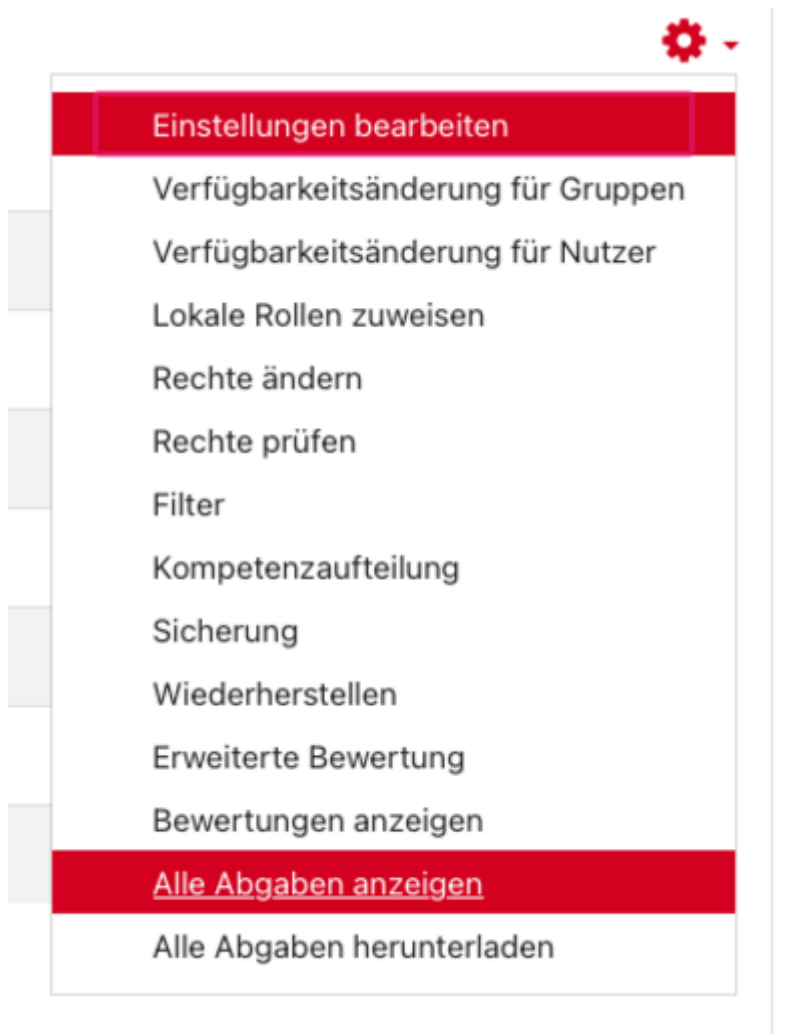 Einstellungen bearbeiten
Verfügbarkeitsänderung für Gruppen
Verfügbarkeitsänderung für Nutzer
Lokale Rollen zuweisen
Rechte ändern
Rechte prüfen
Filter
Kompetenzaufteilung
Sicherung
Wiederherstellen
Erweiterte Bewertung
Bewertungen anzeigen
Alle Abgaben anzeigen
Alle Abgaben herunterladen